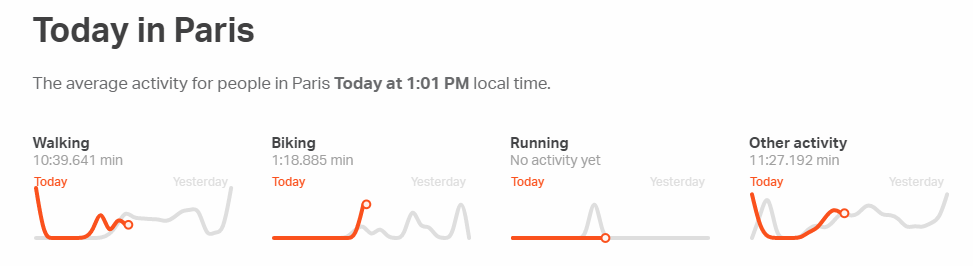 Today in Paris
The average activity for people in Paris Today at 1:01 PM local time.
Walking
10:39.641 min
Today
Yesterday
Biking
1:18.885 min
Today
Yesterday
Running
No activity yet
Today
Yesterday
Other activity
11:27.192 min
Today
Yesterday